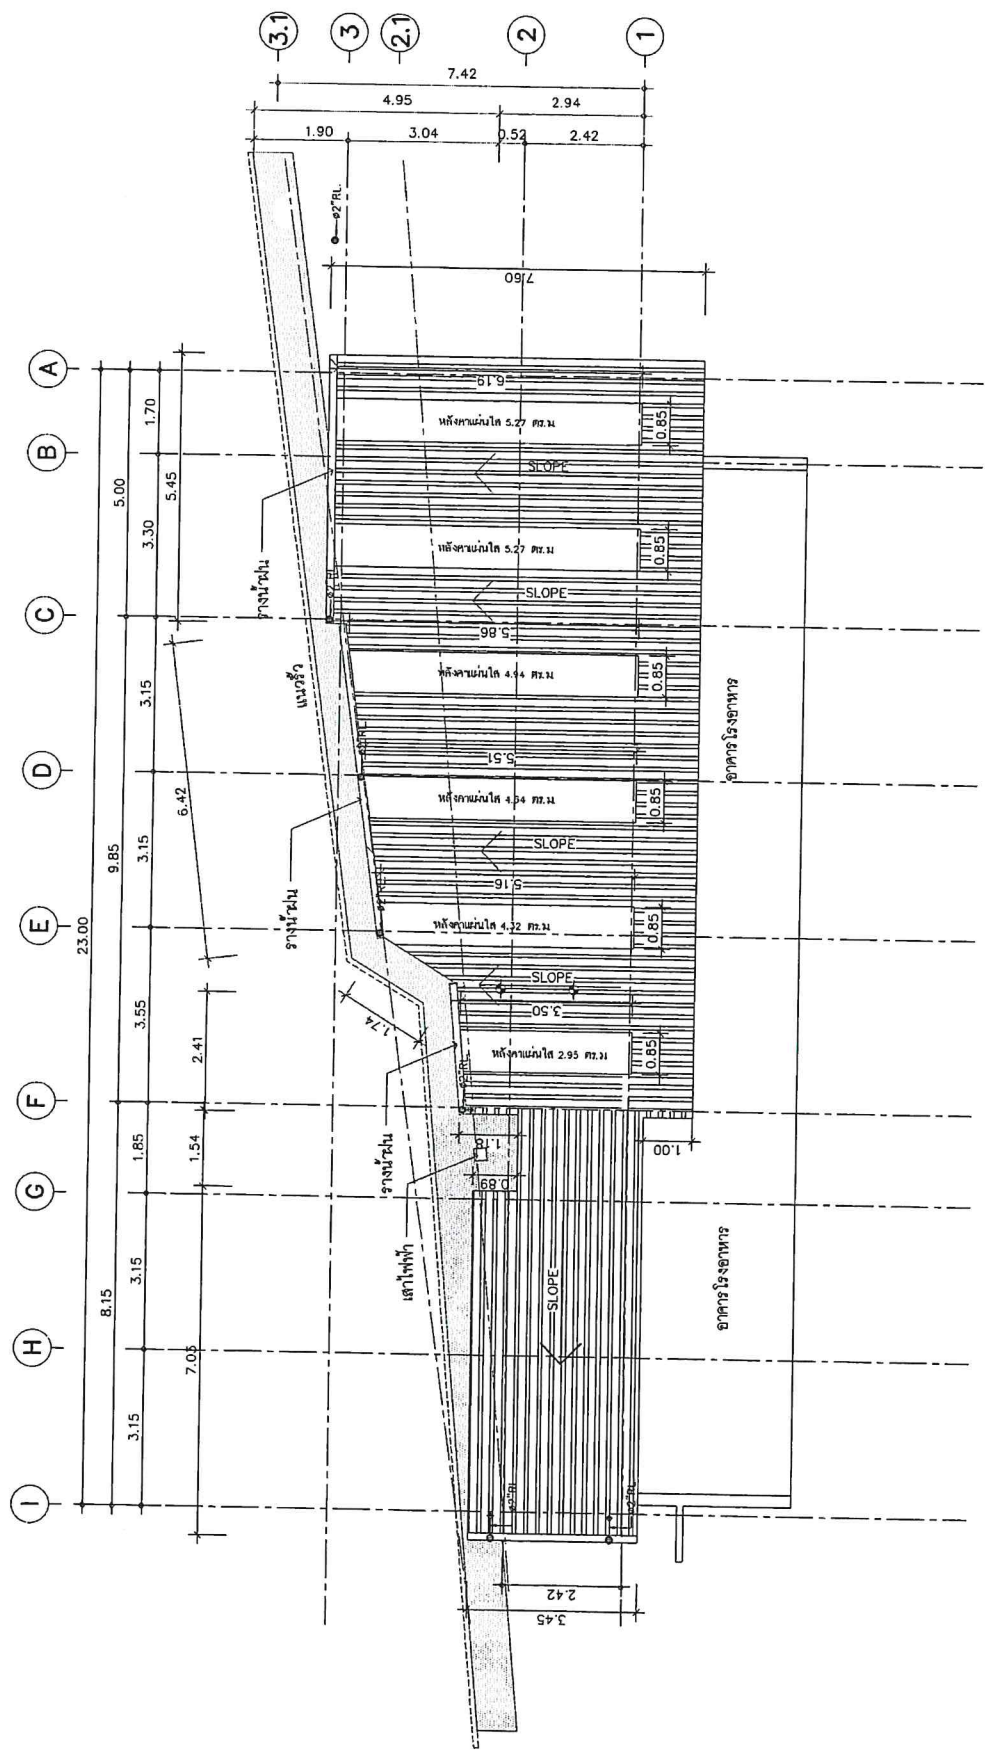 3.1
3
2.1
2
1
7.42
4.95
2.94
1.90
3.04
0.52
2.42
ø2"RL.
7.60
A
1.70
6.19
หลังคาแผ่นใส 5.27 ตร.ม
0.85
B
5.00
5.45
SLOPE
3.30
รางน้ำฝน
หลังคาแผ่นใส 5.27 ตร.ม
0.85
SLOPE
C
5.86
แนวรั้ว
หลังคาแผ่นใส 4.94 ตร.ม
0.85
3.15
อาคารโรงอาหาร
ø2"RL.
5.51
D
6.42
หลังคาแผ่นใส 4.64 ตร.ม
0.85
9.85
3.15
SLOPE
รางน้ำฝน
5.16
E
หลังคาแผ่นใส 4.32 ตร.ม
0.85
23.00
SLOPE
3.55
3.50
1.74
2.41
หลังคาแผ่นใส 2.95 ตร.ม
0.85
ø2"RL.
F
1.85
1.54
รางน้ำฝน
1.18
1.00
0.89
G
เสาไฟฟ้า
3.15
8.15
SLOPE
อาคารโรงอาหาร
H
7.05
3.15
I
ø2"RL.
ø2"RL.
2.42
3.45